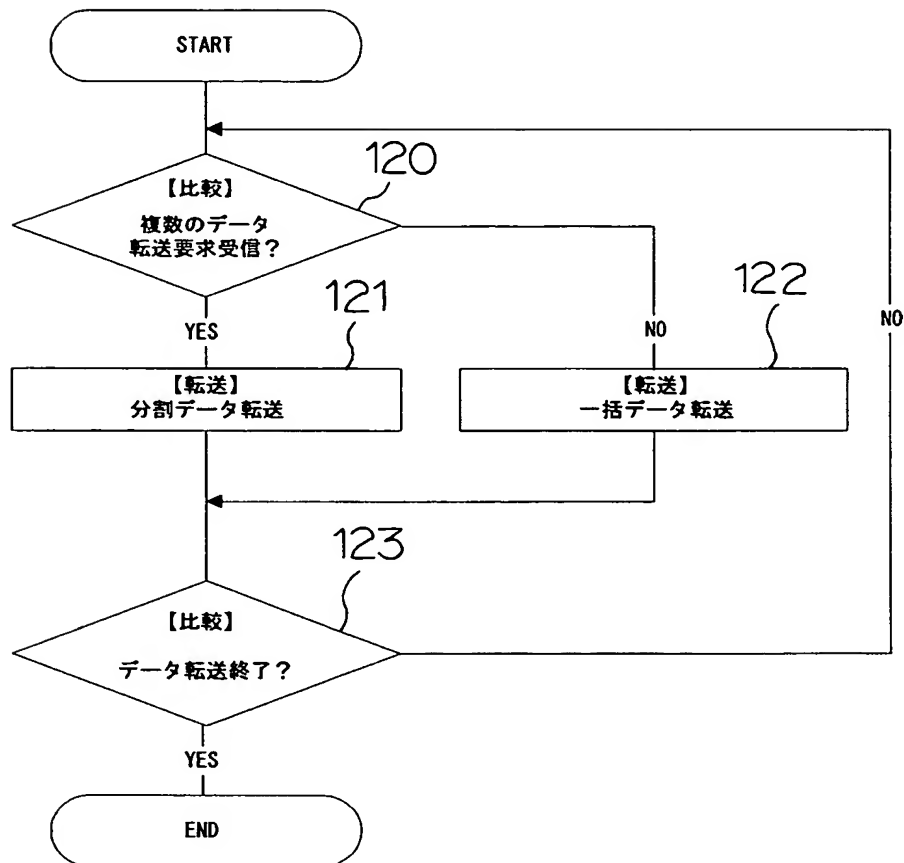 START
120
【比較】
複数のデータ
転送要求受信?
YES
NO
121
【転送】
分割データ転送
122
【転送】
一括データ転送
NO
123
【比較】
データ転送終了?
YES
END